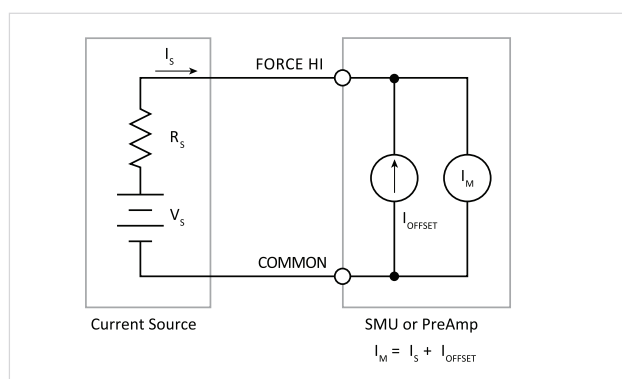 I_S
FORCE HI
R_S
V_S
I_M
I_OFFSET
COMMON
Current Source
SMU or PreAmp
I_M = I_S + I_OFFSET